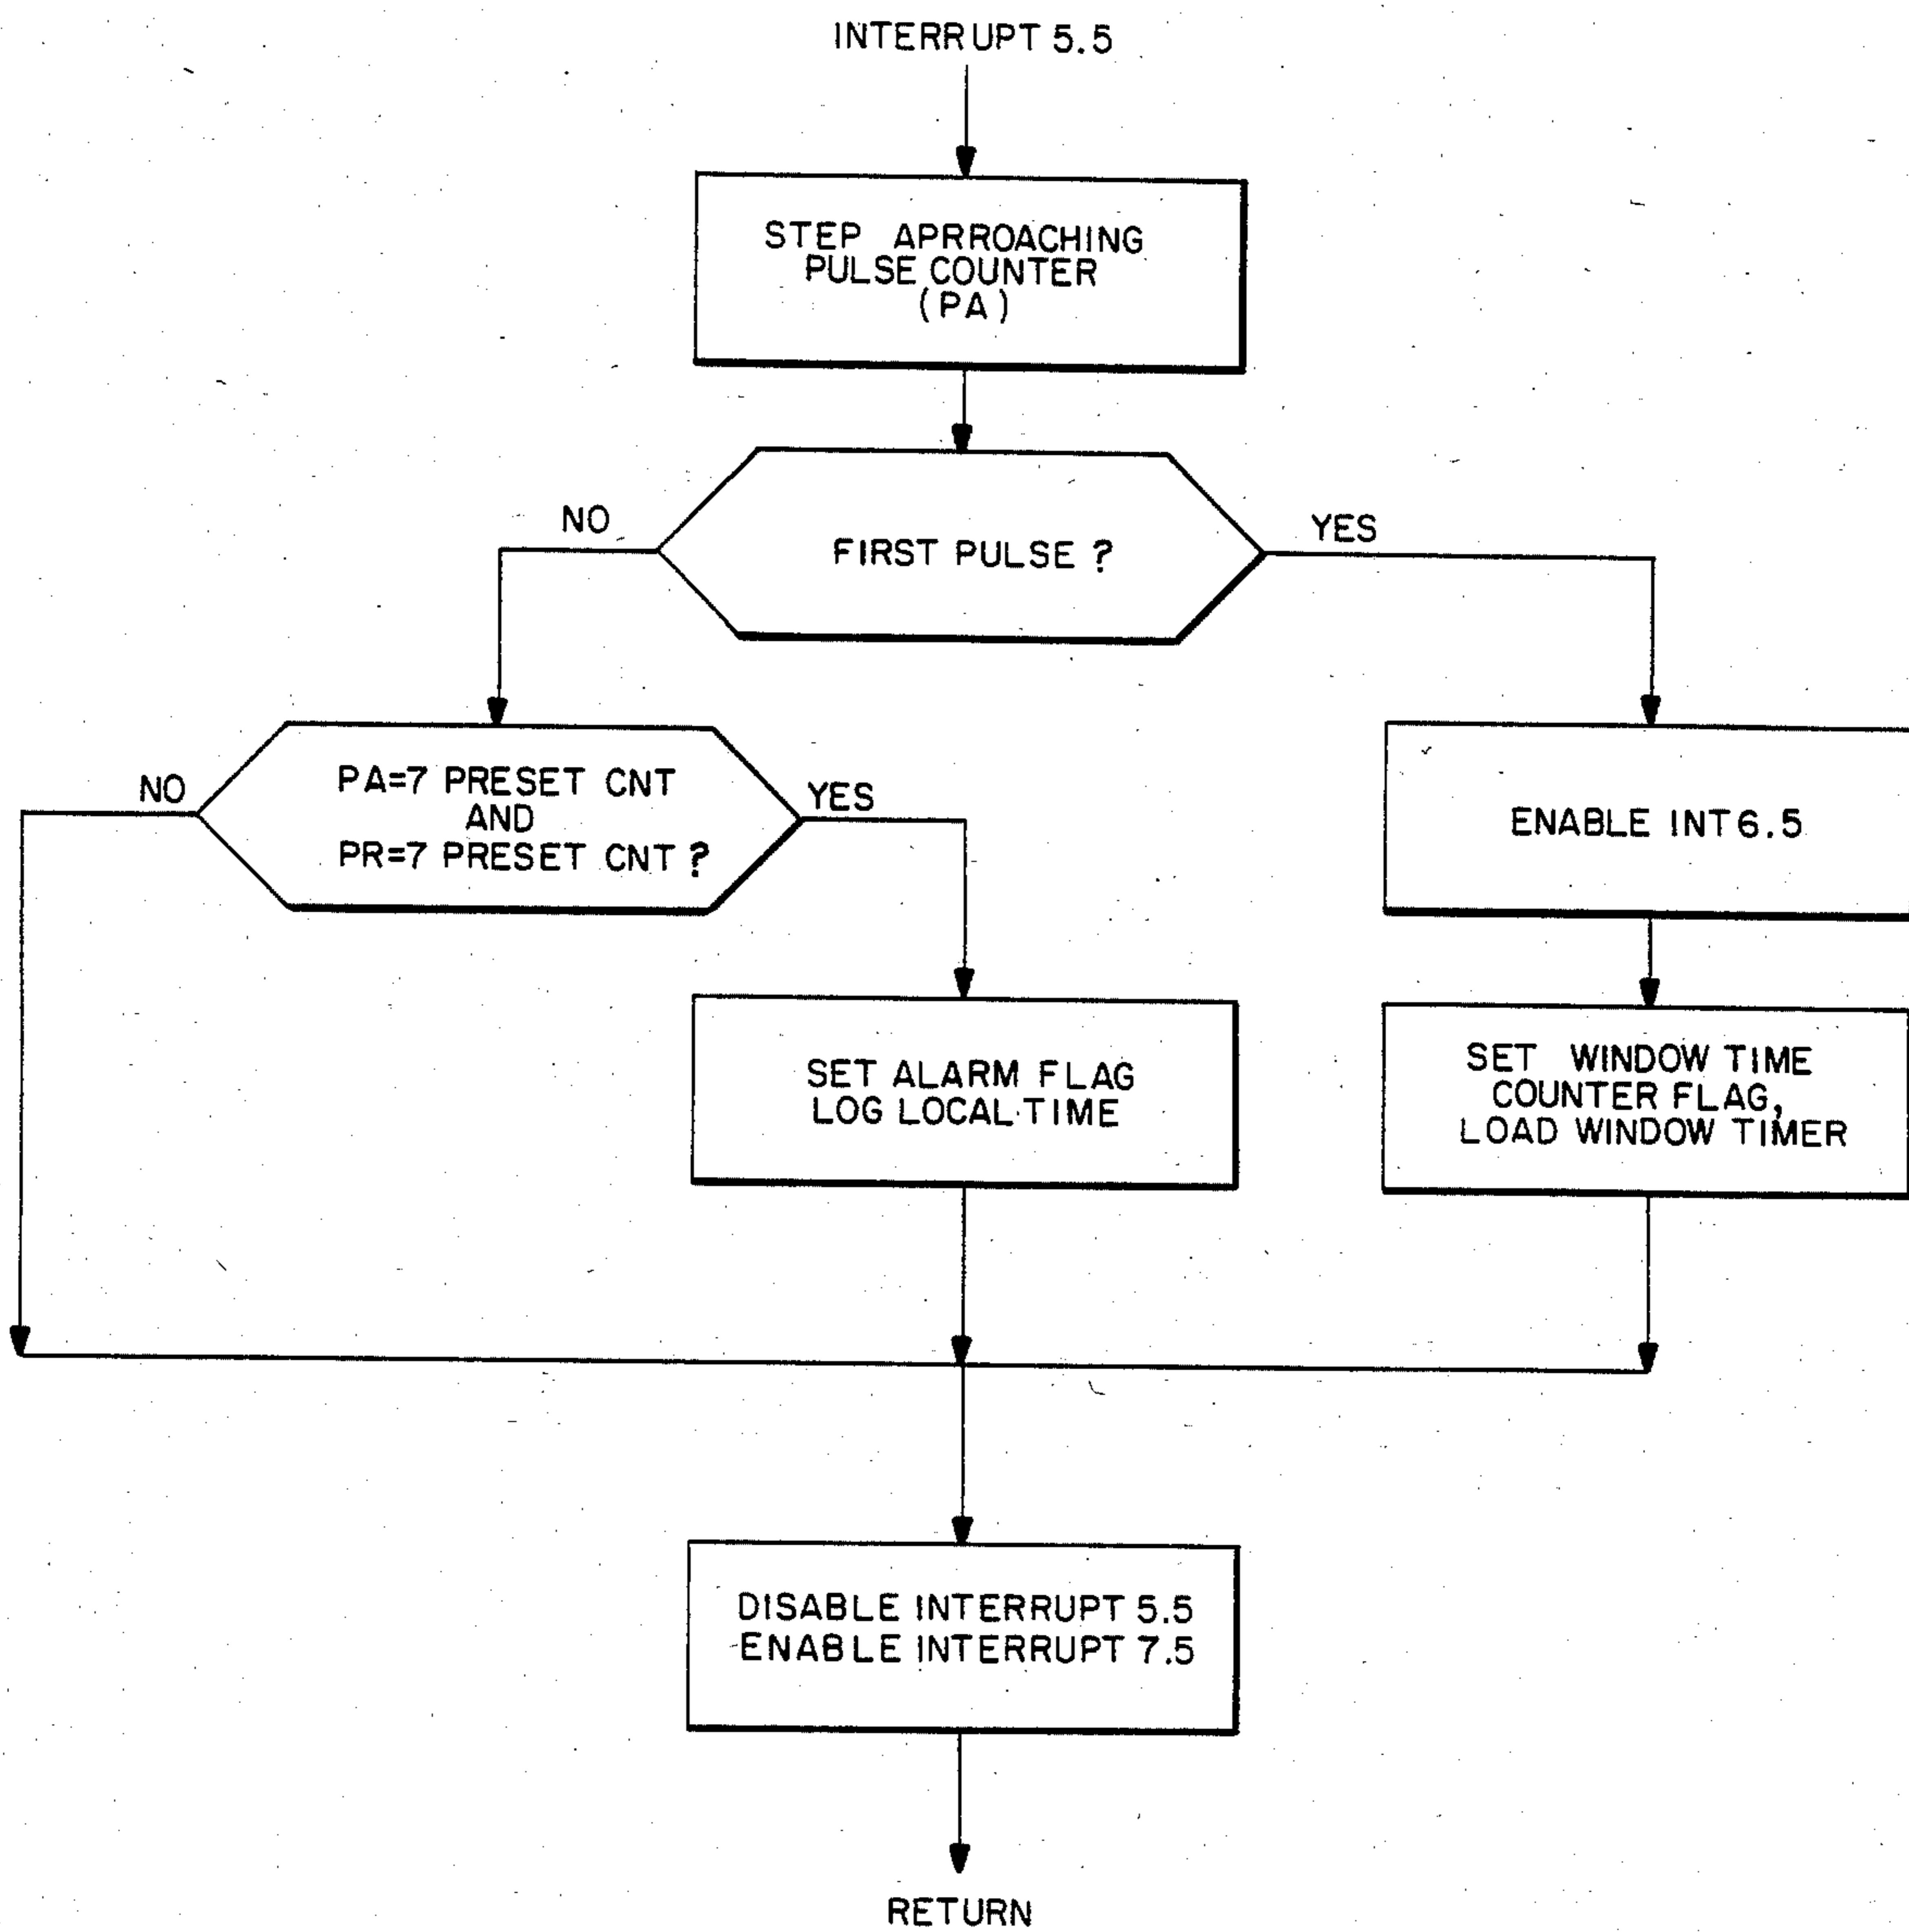 INTERRUPT 5.5
STEP APRROACHING
PULSE COUNTER
(PA)
NO
YES
FIRST PULSE ?
NO
PA=7 PRESET CNT
AND
PR=7 PRESET CNT ?
YES
ENABLE INT 6.5
SET ALARM FLAG
LOG LOCAL TIME
SET WINDOW TIME
COUNTER FLAG,
LOAD WINDOW TIMER
DISABLE INTERRUPT 5.5
ENABLE INTERRUPT 7.5
RETURN